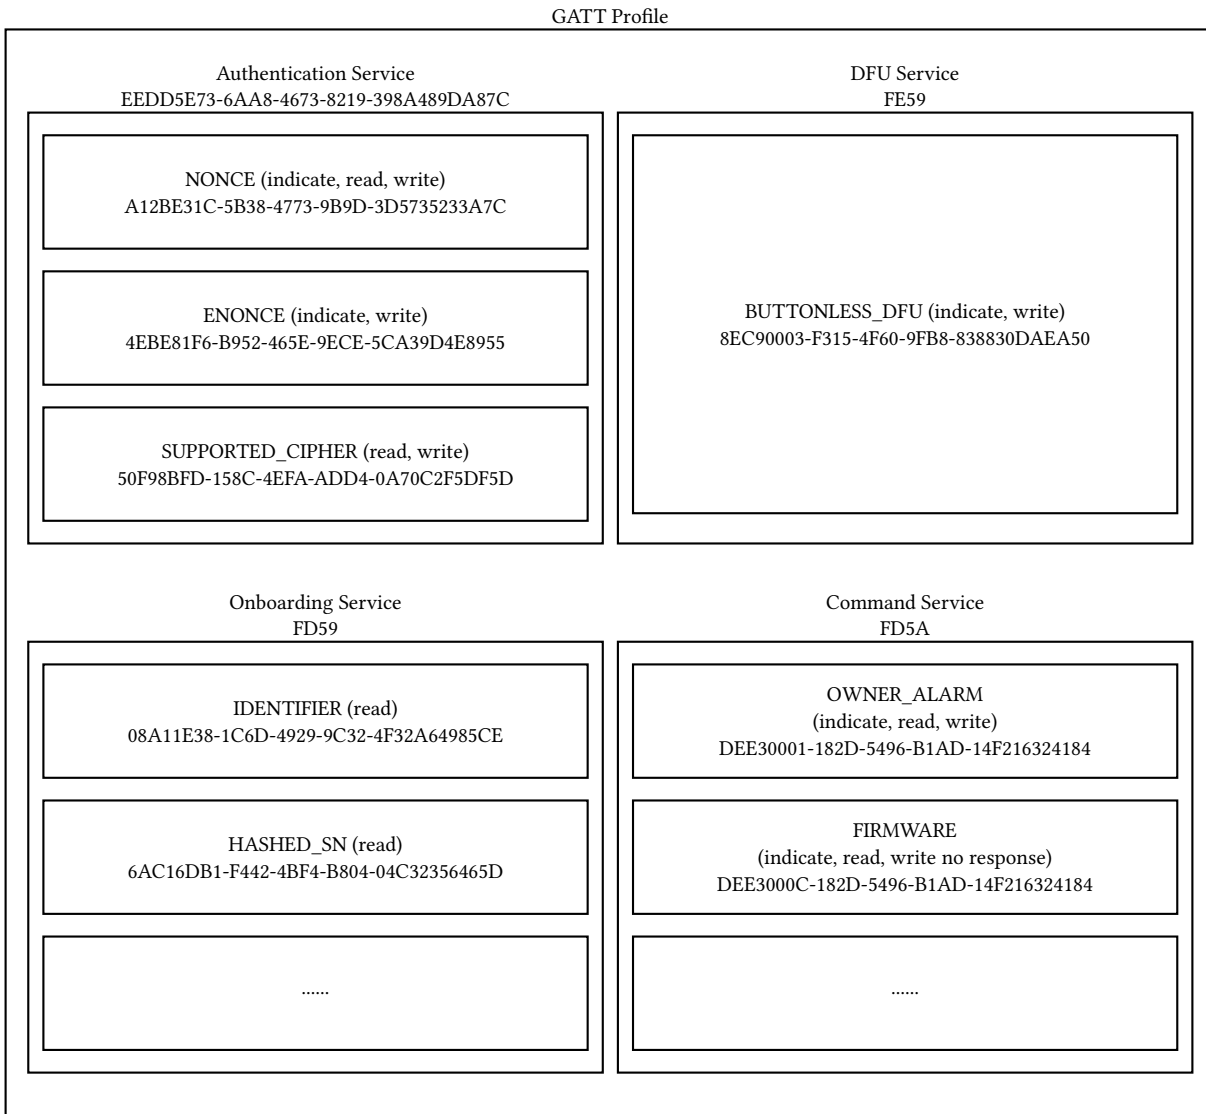 GATT Profile
Authentication Service
EEDD5E73-6AA8-4673-8219-398A489DA87C
NONCE (indicate, read, write)
A12BE31C-5B38-4773-9B9D-3D5735233A7C
ENONCE (indicate, write)
4EBE81F6-B952-465E-9ECE-5CA39D4E8955
SUPPORTED_CIPHER (read, write)
50F98BFD-158C-4EFA-ADD4-0A70C2F5DF5D
DFU Service
FE59
BUTTONLESS_DFU (indicate, write)
8EC90003-F315-4F60-9FB8-838830DAEA50
Onboarding Service
FD59
IDENTIFIER (read)
08A11E38-1C6D-4929-9C32-4F32A64985CE
HASHED_SN (read)
6AC16DB1-F442-4BF4-B804-04C32356465D
......
Command Service
FD5A
OWNER_ALARM
(indicate, read, write)
DEE30001-182D-5496-B1AD-14F216324184
FIRMWARE
(indicate, read, write no response)
DEE3000C-182D-5496-B1AD-14F216324184
......